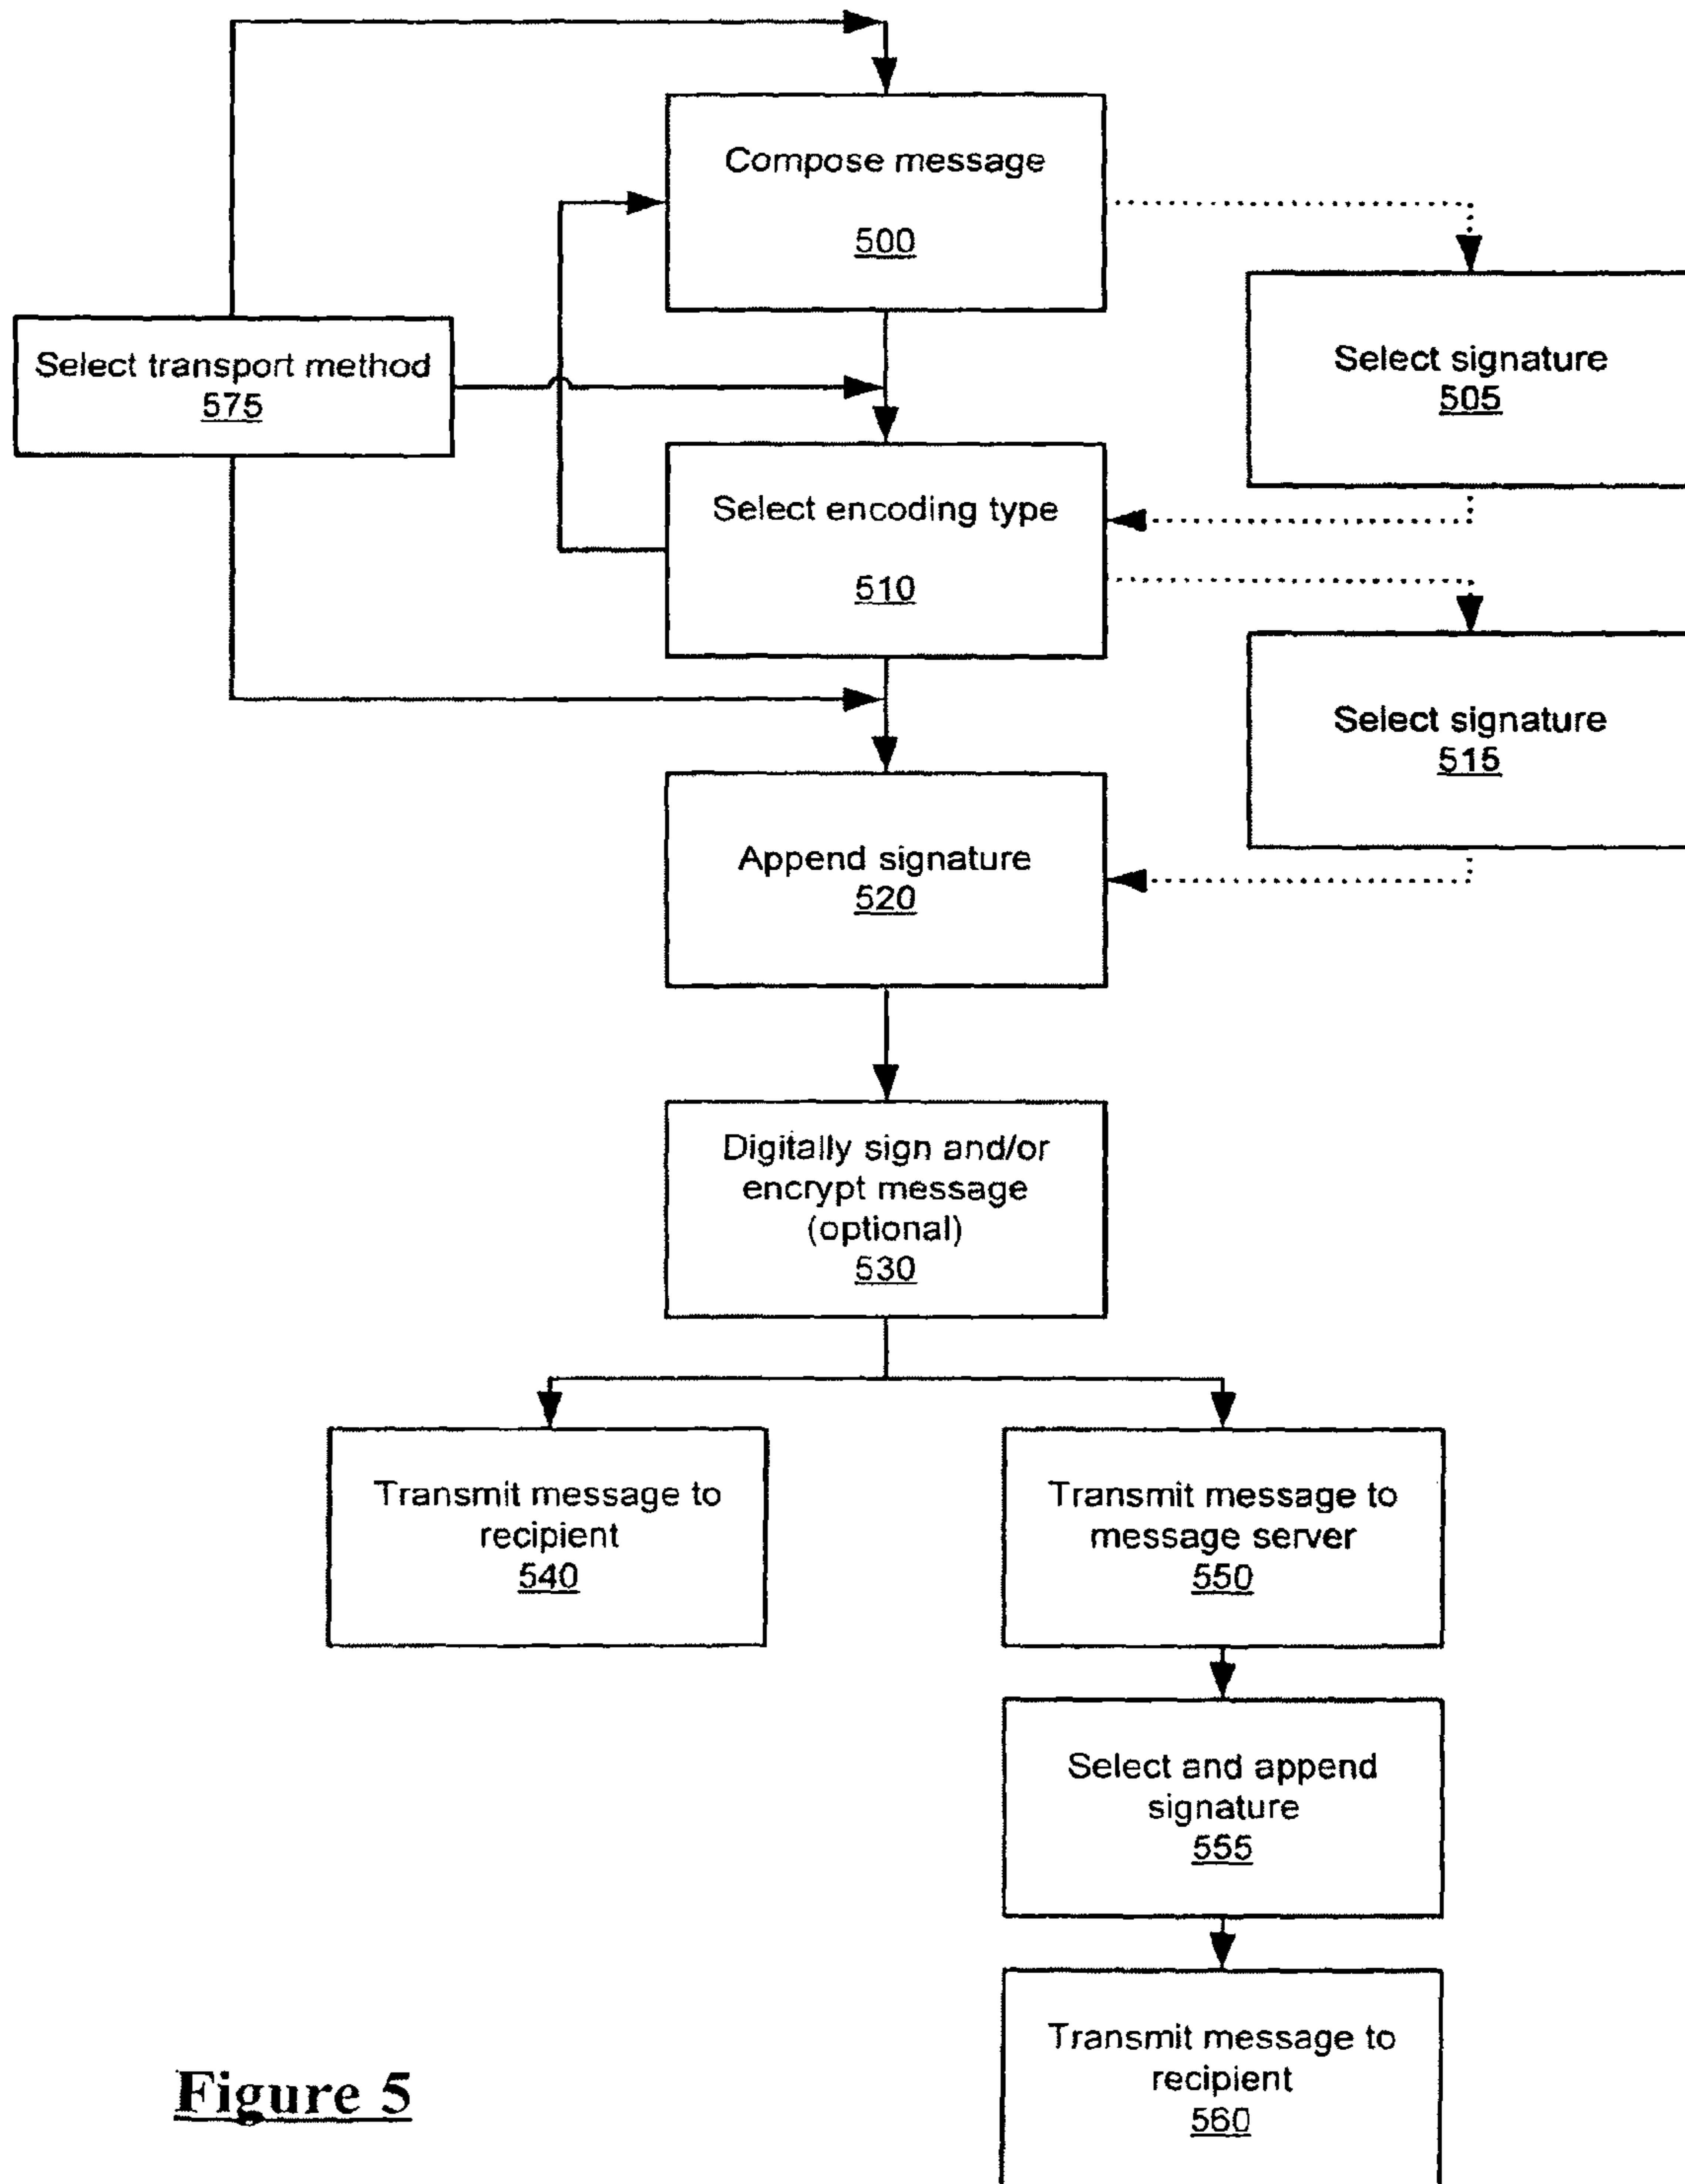 Compose message
500
Select transport method
575
Select signature
505
Select encoding type
510
Select signature
515
Append signature
520
Digitally sign and/or
encrypt message
(optional)
530
Transmit message to
recipient
540
Transmit message to
message server
550
Select and append
signature
555
Transmit message to
recipient
560
Figure 5